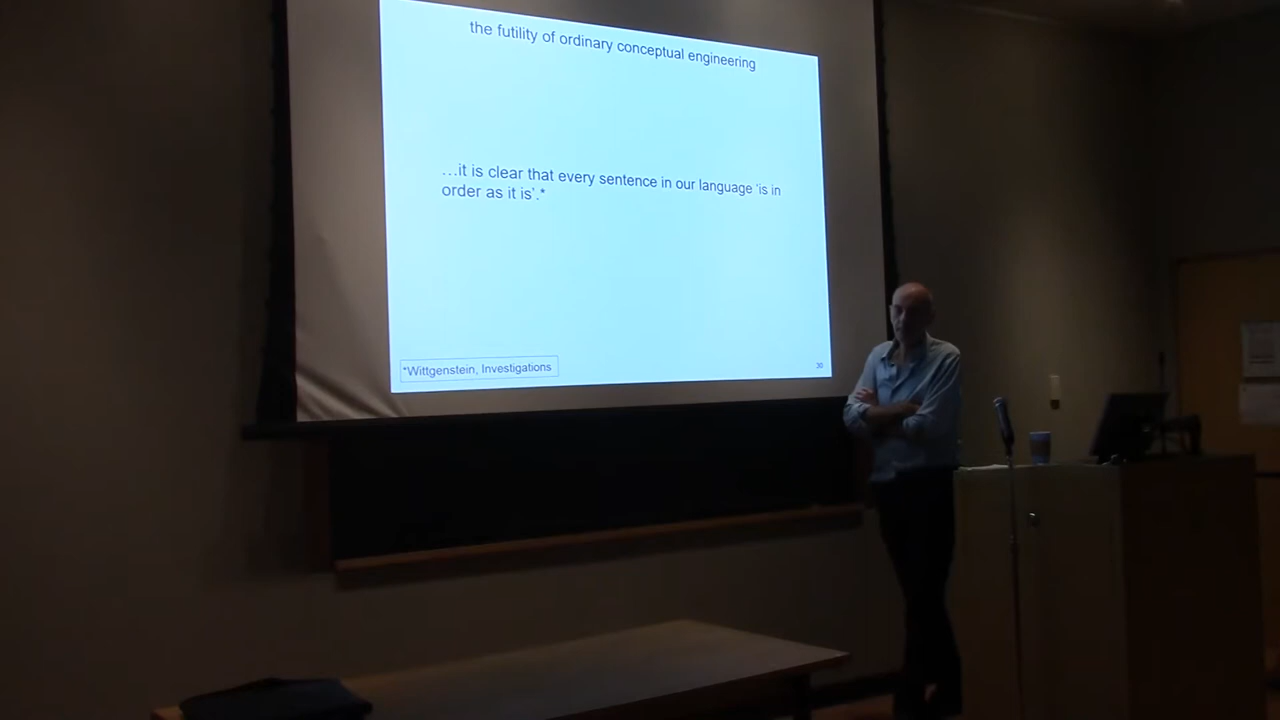 the futility of ordinary conceptual engineering
…it is clear that every sentence in our language ‘is in
order as it is’.*
*Wittgenstein, Investigations
30